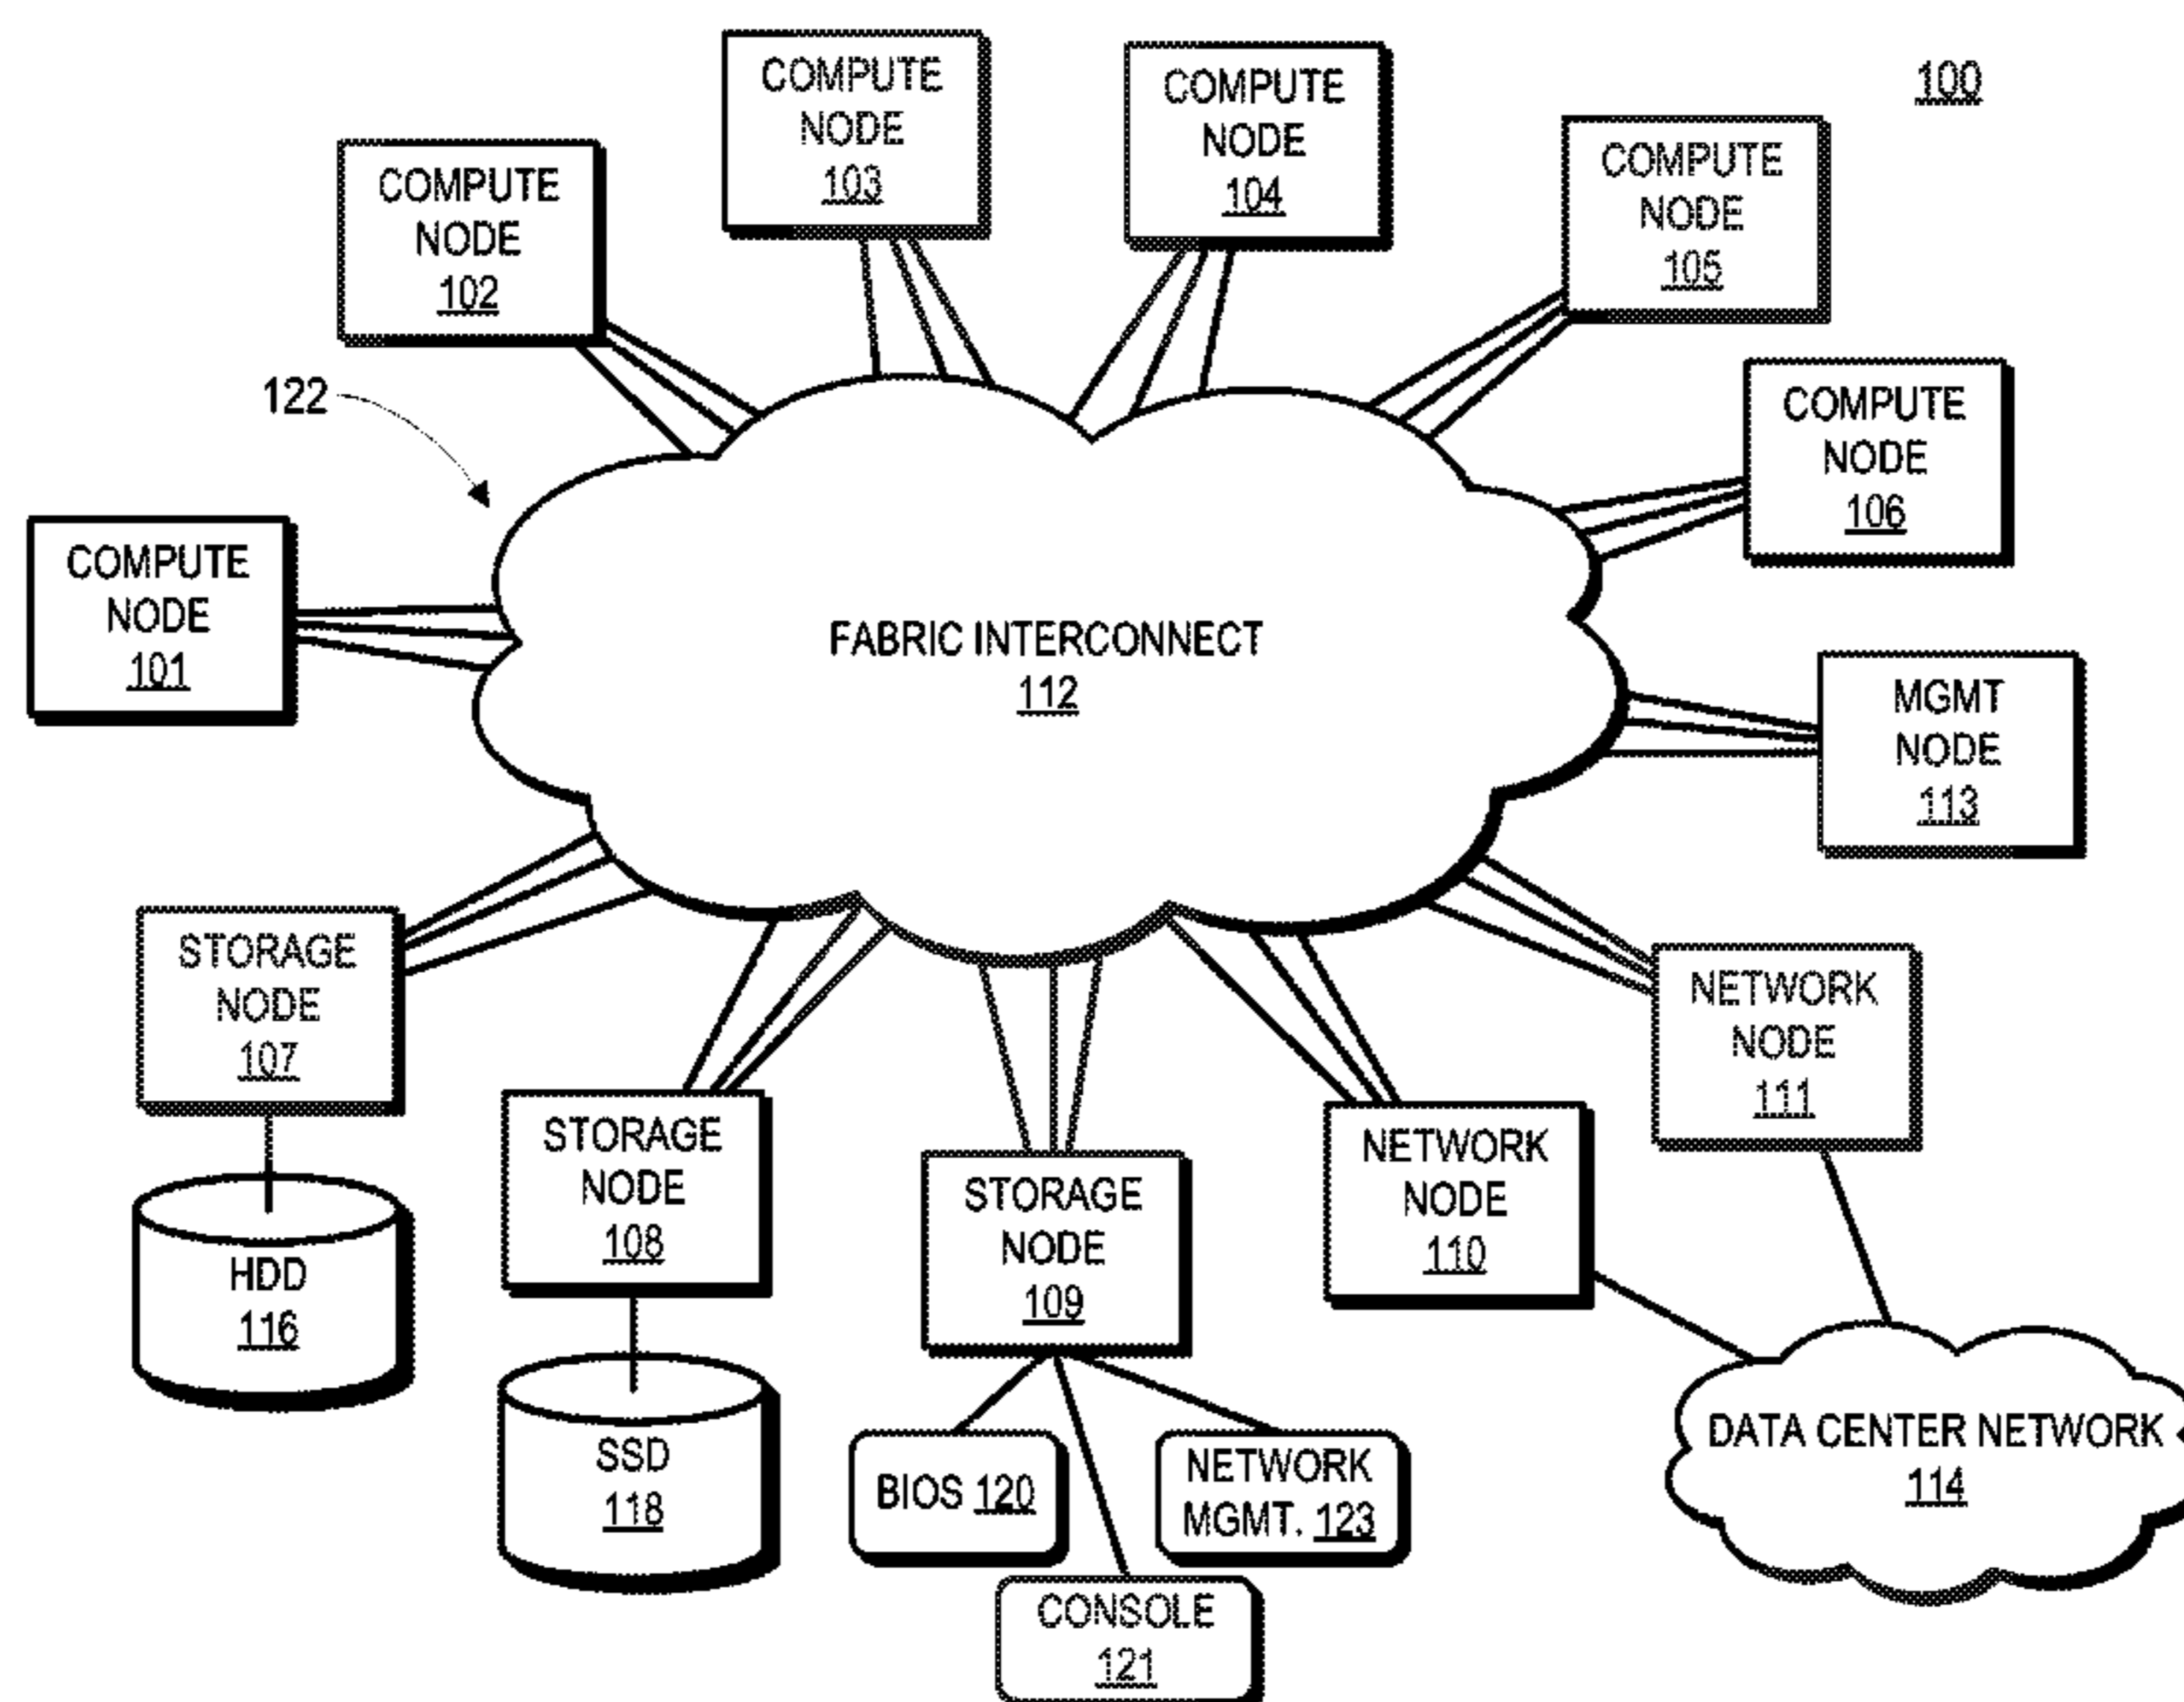 100
COMPUTE
NODE
103
COMPUTE
NODE
104
COMPUTE
NODE
105
COMPUTE
NODE
102
COMPUTE
NODE
106
122
COMPUTE
NODE
101
FABRIC INTERCONNECT
112
MGMT
NODE
113
STORAGE
NODE
107
NETWORK
NODE
111
STORAGE
NODE
108
STORAGE
NODE
109
NETWORK
NODE
110
HDD
116
SSD
118
BIOS 120
NETWORK
MGMT. 123
CONSOLE
121
DATA CENTER NETWORK
114